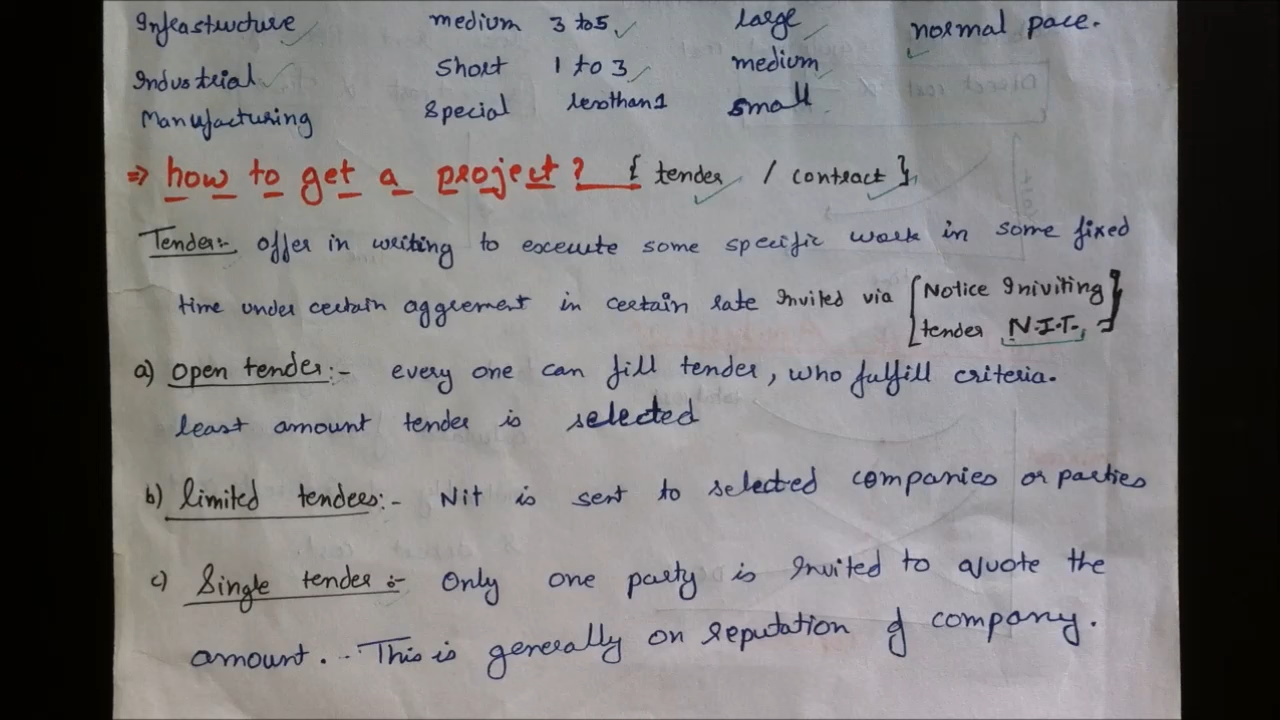 Infrastructure medium 3 to 5 large normal pace.
Industrial Short 1 to 3 medium
Manufacturing Special lessthan 1 small
⇒ how to get a project? { tender / contract }
Tender:- offer in writing to execute some specific work in some fixed
time under certain aggrement in certain rate Invited via [Notice Iniviting
tender N.I.T.]
a) open tender:- every one can fill tender, who fulfill criteria.
least amount tender is selected
b) limited tenders:- Nit is sent to selected companies or parties
c) Single tender :- Only one party is Invited to quote the
amount. - This is generally on reputation of company.